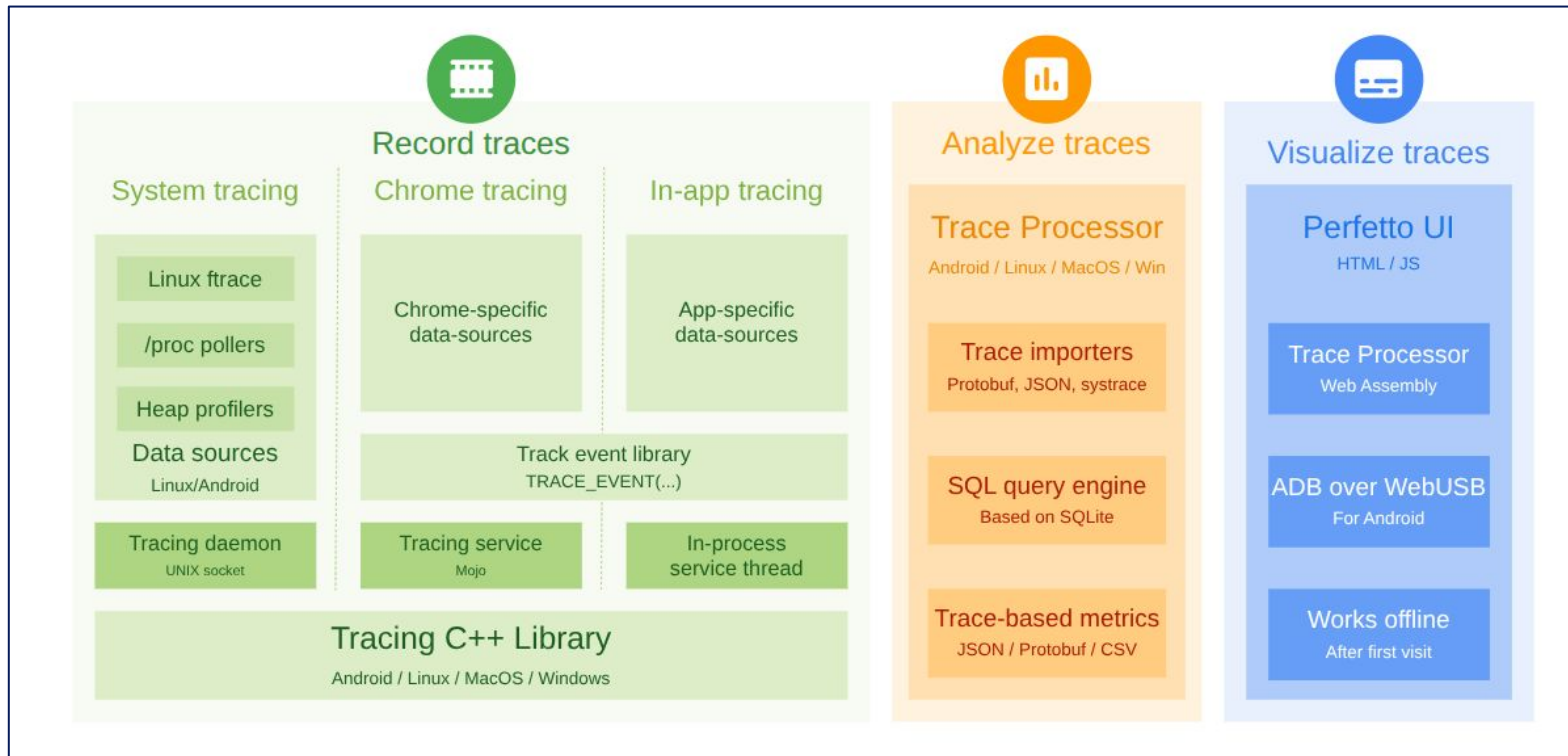 Record traces
System tracing
Linux ftrace
/proc pollers
Heap profilers
Data sources
Linux/Android
Tracing daemon
UNIX socket
Chrome tracing
Chrome-specific
data-sources
In-app tracing
App-specific
data-sources
Track event library
TRACE_EVENT(...)
Tracing service
Mojo
In-process
service thread
Tracing C++ Library
Android / Linux / MacOS / Windows
Analyze traces
Trace Processor
Android / Linux / MacOS / Win
Trace importers
Protobuf, JSON, systrace
SQL query engine
Based on SQLite
Trace-based metrics
JSON / Protobuf / CSV
Visualize traces
Perfetto UI
HTML / JS
Trace Processor
Web Assembly
ADB over WebUSB
For Android
Works offline
After first visit